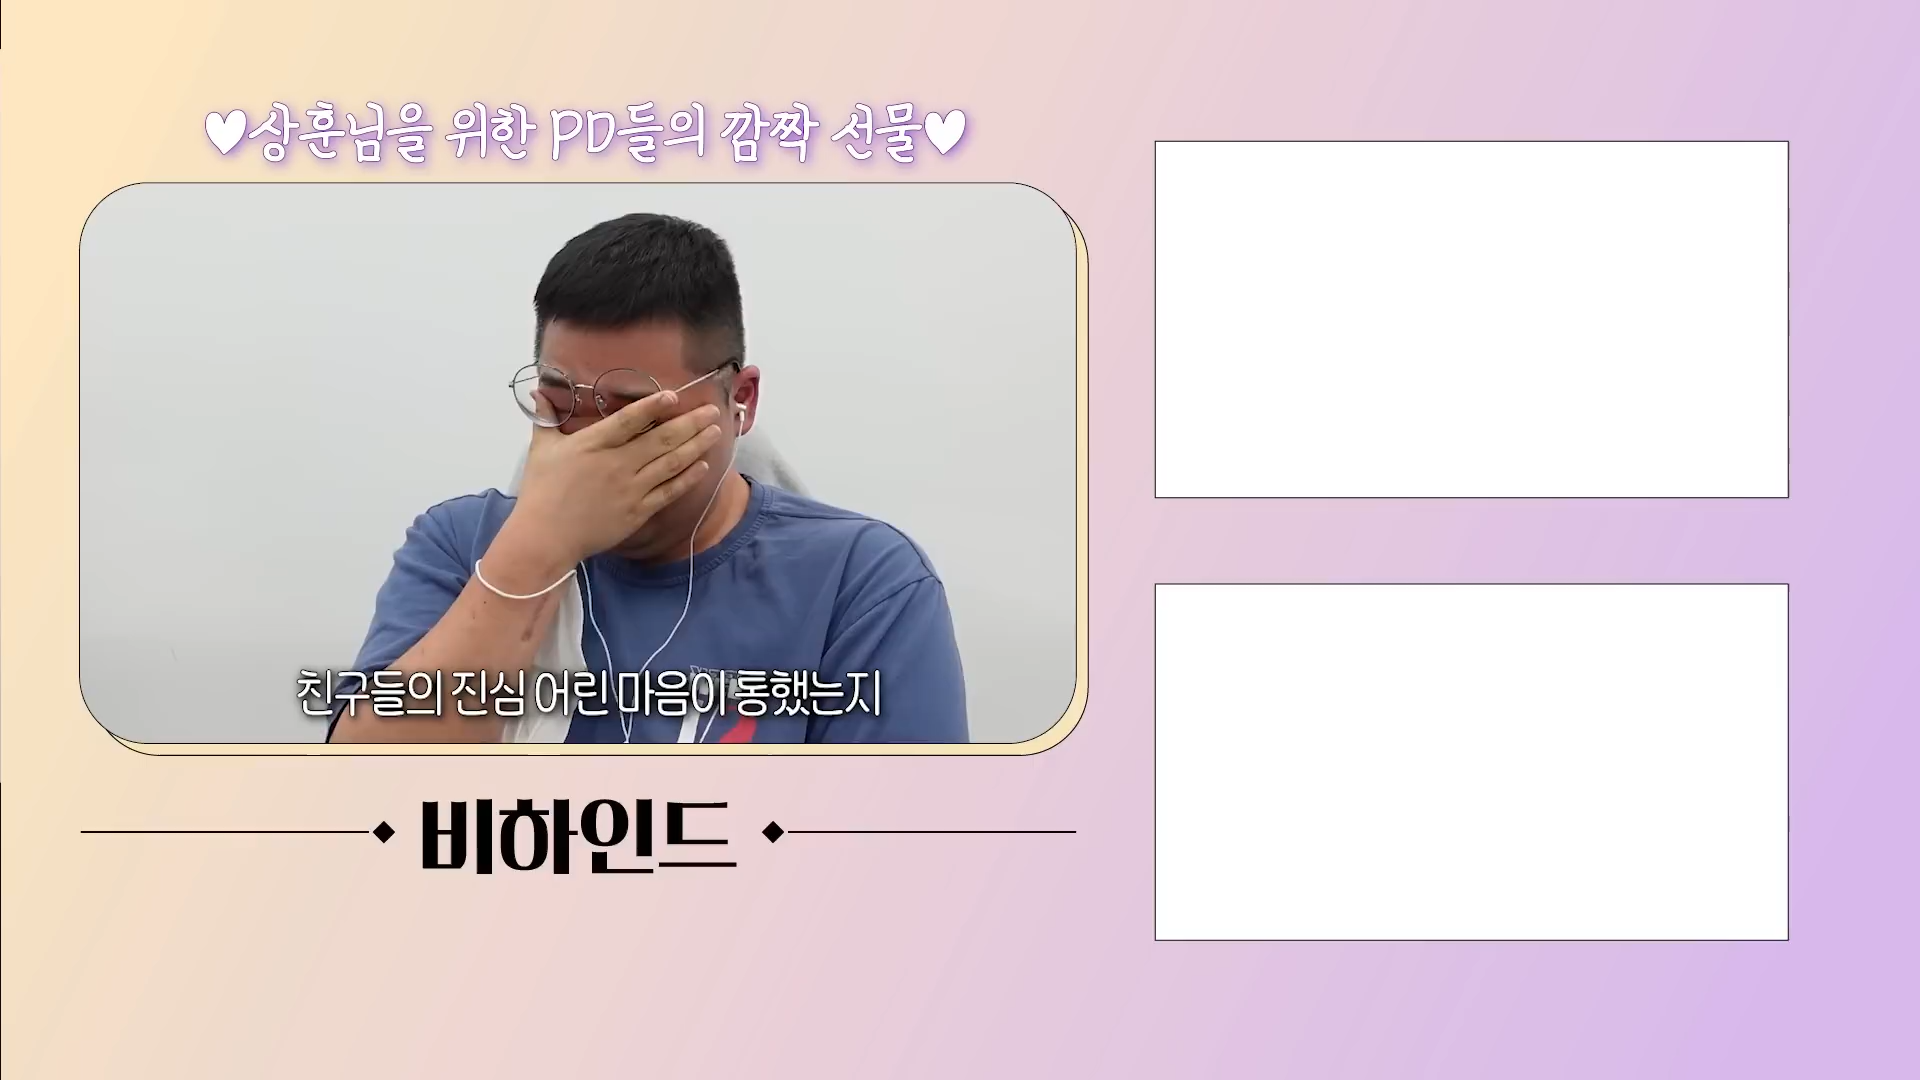 ♥상훈님을 위한 PD들의 깜짝 선물♥
친구들의 진심 어린 마음이 통했는지
비하인드